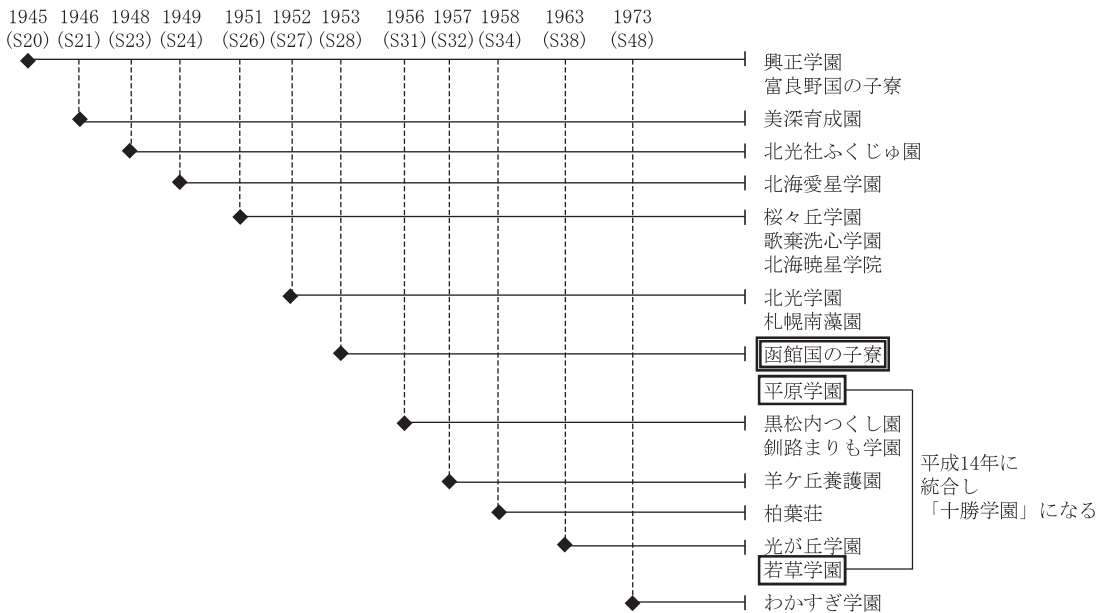 1945 1946 1948 1949 1951 1952 1953 1956 1957 1958 1963 1973
(S20) (S21) (S23) (S24) (S26) (S27) (S28) (S31) (S32) (S34) (S38) (S48)
興正学園
富良野国の子寮
美深育成園
北光社ふくじゅ園
北海愛星学園
桜々丘学園
歌棄洗心学園
北海暁星学院
北光学園
札幌南藻園
函館国の子寮
平原学園
黒松内つくし園
釧路まりも学園
羊ケ丘養護園
柏葉荘
光が丘学園
若草学園
わかすぎ学園
平成14年に
統合し
「十勝学園」になる